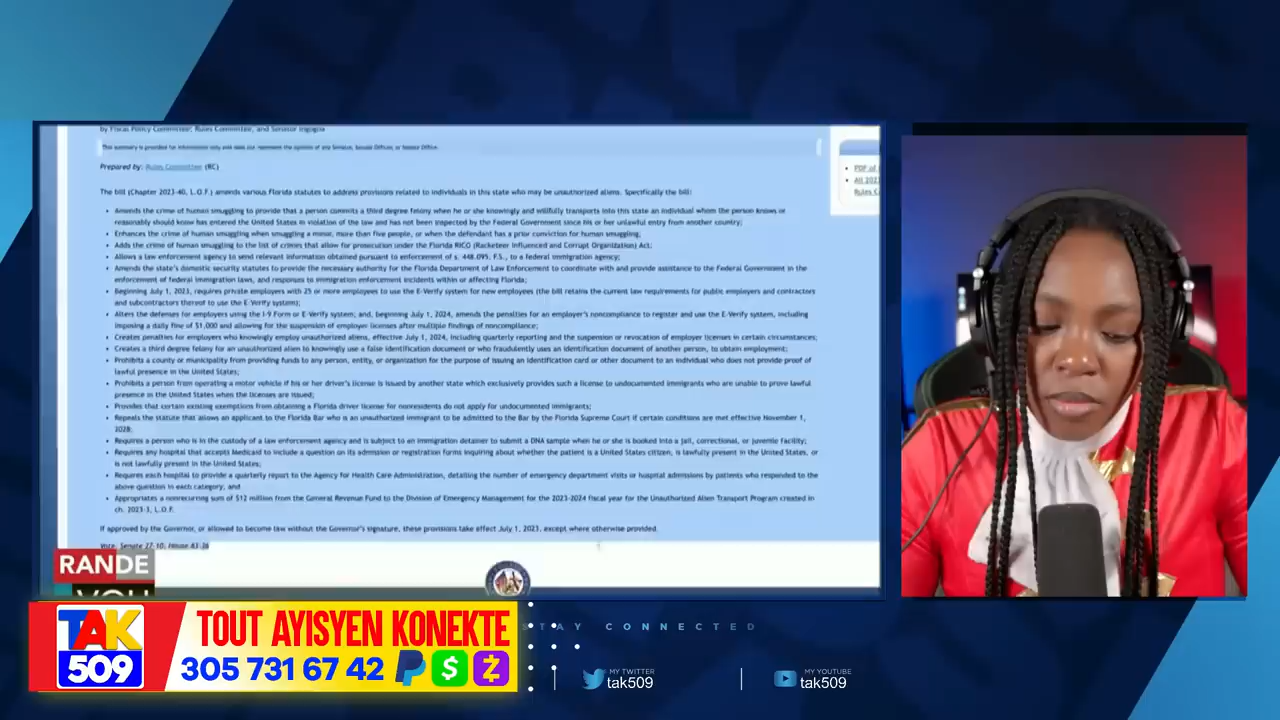 by Fiscal Policy Committee; Rules Committee; and Senator Ingoglia
This summary is provided for information only and does not represent the opinion of any Senator, Senate Officer, or Senate Office.
Prepared by: Rules Committee (RC)
The bill (Chapter 2023-40, L.O.F.) amends various Florida statutes to address provisions related to individuals in this state who may be unauthorized aliens. Specifically the bill:
Amends the crime of human smuggling to provide that a person commits a third degree felony when he or she knowingly and willfully transports into this state an individual whom the person knows or
reasonably should know has entered the United States in violation of the law and has not been inspected by the Federal Government since his or her unlawful entry from another country;
Enhances the crime of human smuggling when smuggling a minor, more than five people, or when the defendant has a prior conviction for human smuggling;
Adds the crime of human smuggling to the list of crimes that allow for prosecution under the Florida RICO (Racketeer Influenced and Corrupt Organization) Act;
Allows a law enforcement agency to send relevant information obtained pursuant to enforcement of s. 448.095, F.S., to a federal immigration agency;
Amends the state's domestic security statutes to provide the necessary authority for the Florida Department of Law Enforcement to coordinate with and provide assistance to the Federal Government in the
enforcement of federal immigration laws, and responses to immigration enforcement incidents within or affecting Florida;
Beginning July 1, 2023, requires private employers with 25 or more employees to use the E-Verify system for new employees (the bill retains the current law requirements for public employers and contractors
and subcontractors thereof to use the E-Verify system);
Alters the defenses for employers using the I-9 Form or E-Verify system; and, beginning July 1, 2024, amends the penalties for an employer's noncompliance to register and use the E-Verify system, including
imposing a daily fine of $1,000 and allowing for the suspension of employer licenses after multiple findings of noncompliance;
Creates penalties for employers who knowingly employ unauthorized aliens, effective July 1, 2024, including quarterly reporting and the suspension or revocation of employer licenses in certain circumstances;
Creates a third degree felony for an unauthorized alien to knowingly use a false identification document or who fraudulently uses an identification document of another person, to obtain employment;
Prohibits a county or municipality from providing funds to any person, entity, or organization for the purpose of issuing an identification card or other document to an individual who does not provide proof of
lawful presence in the United States;
Prohibits a person from operating a motor vehicle if his or her driver's license is issued by another state which exclusively provides such a license to undocumented immigrants who are unable to prove lawful
presence in the United States when the licenses are issued;
Provides that certain existing exemptions from obtaining a Florida driver license for nonresidents do not apply for undocumented immigrants;
Repeals the statute that allows an applicant to the Florida Bar who is an unauthorized immigrant to be admitted to the Bar by the Florida Supreme Court if certain conditions are met effective November 1,
2028;
Requires a person who is in the custody of a law enforcement agency and is subject to an immigration detainer to submit a DNA sample when he or she is booked into a jail, correctional, or juvenile facility;
Requires any hospital that accepts Medicaid to include a question on its admission or registration forms inquiring about whether the patient is a United States citizen, is lawfully present in the United States, or
is not lawfully present in the United States;
Requires each hospital to provide a quarterly report to the Agency for Health Care Administration, detailing the number of emergency department visits or hospital admissions by patients who responded to the
above question in each category; and
Appropriates a nonrecurring sum of $12 million from the General Revenue Fund to the Division of Emergency Management for the 2023-2024 fiscal year for the Unauthorized Alien Transport Program created in
ch. 2023-3, L.O.F.
If approved by the Governor, or allowed to become law without the Governor's signature, these provisions take effect July 1, 2023, except where otherwise provided.
Vote: Senate 27-10; House 83-36
PDF of
All 202
Rules C
RANDE
YOU
TAK
509
TOUT AYISYEN KONEKTE
305 731 67 42
TAY CONNECTED
MY TWITTER
tak509
MY YOUTUBE
tak509